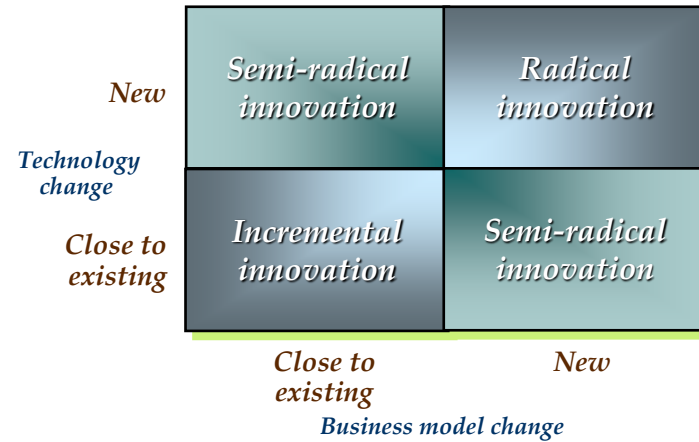 Semi-radical
innovation
Radical
innovation
New
Technology
change
Incremental
innovation
Semi-radical
innovation
Close to
existing
Close to
existing
New
Business model change